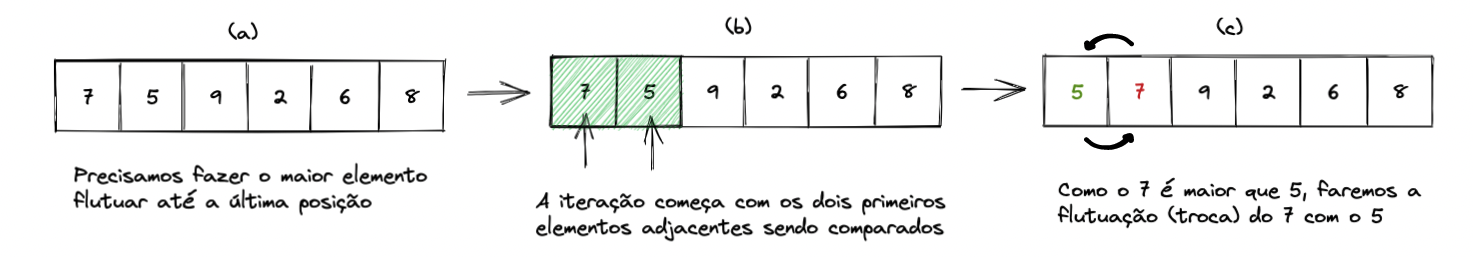 (a)
7 5 9 2 6 8
Precisamos fazer o maior elemento
flutuar até a última posição
(b)
7 5 9 2 6 8
A iteração começa com os dois primeiros
elementos adjacentes sendo comparados
(c)
5 7 9 2 6 8
Como o 7 é maior que 5, faremos a
flutuação (troca) do 7 com o 5